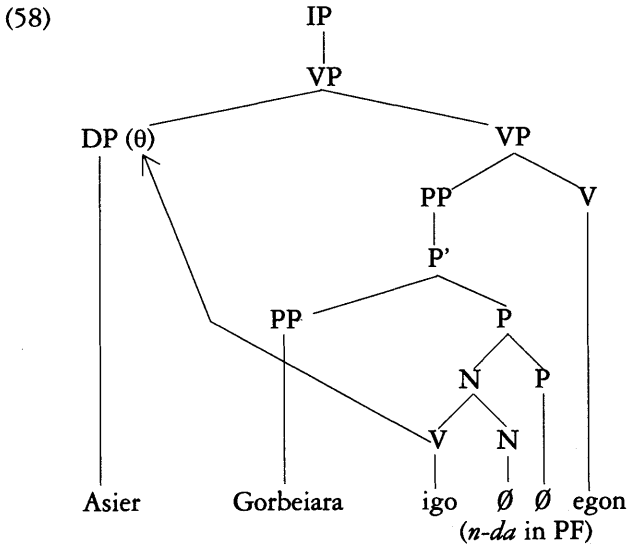 (58)
IP
VP
DP (θ) VP
PP V
P'
PP P
N P
V N
Asier Gorbeiara igo Ø Ø egon
(n-da in PF)